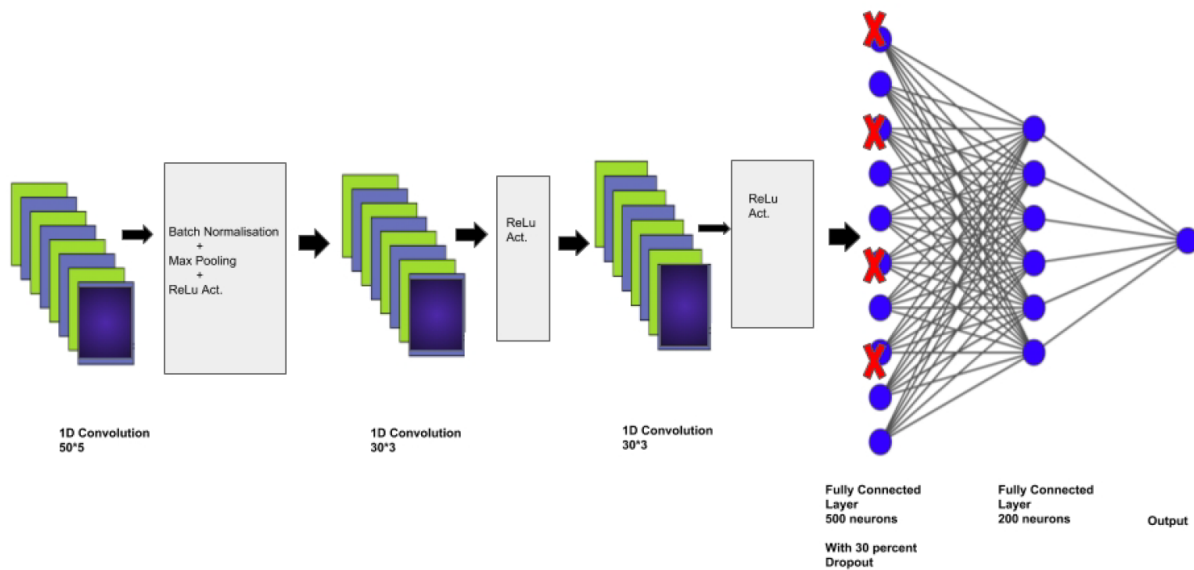 Batch Normalisation
+
Max Pooling
+
ReLu Act.
ReLu
Act.
ReLu
Act.
1D Convolution
50*5
1D Convolution
30*3
1D Convolution
30*3
Fully Connected
Layer
500 neurons
With 30 percent
Dropout
Fully Connected
Layer
200 neurons
Output